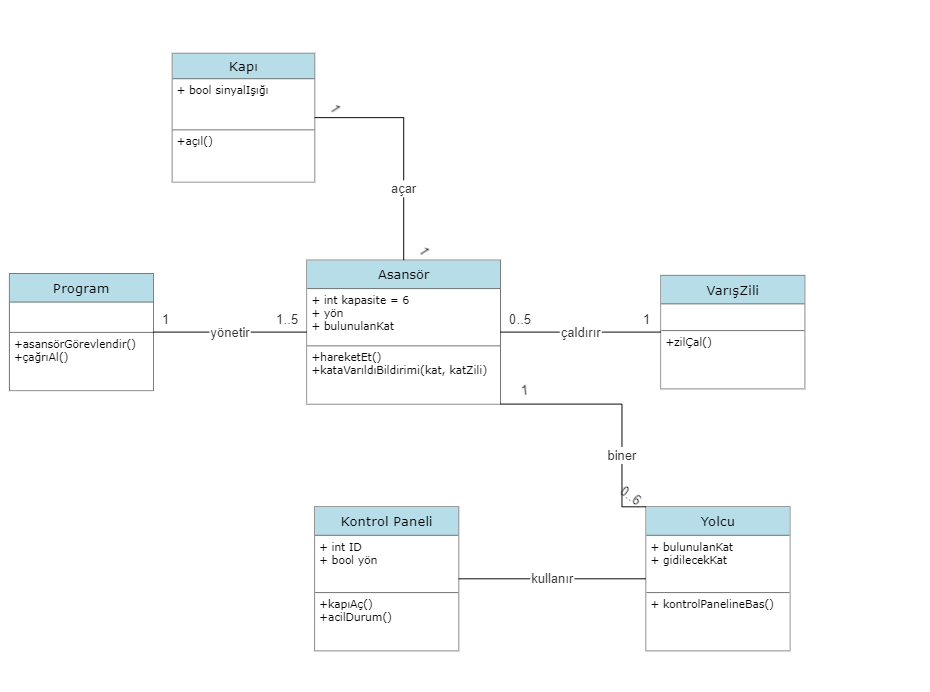 Kapı
+ bool sinyalIşığı
+açıl()
1
açar
1
Program
+asansörGörevlendir()
+çağrıAl()
1
yönetir
1..5
Asansör
+ int kapasite = 6
+ yön
+ bulunulanKat
+hareketEt()
+kataVarıldıBildirimi(kat, katZili)
0..5
çaldırır
1
VarışZili
+zilÇal()
1
biner
0..6
Kontrol Paneli
+ int ID
+ bool yön
+kapıAç()
+acilDurum()
kullanır
Yolcu
+ bulunulanKat
+ gidilecekKat
+ kontrolPanelineBas()